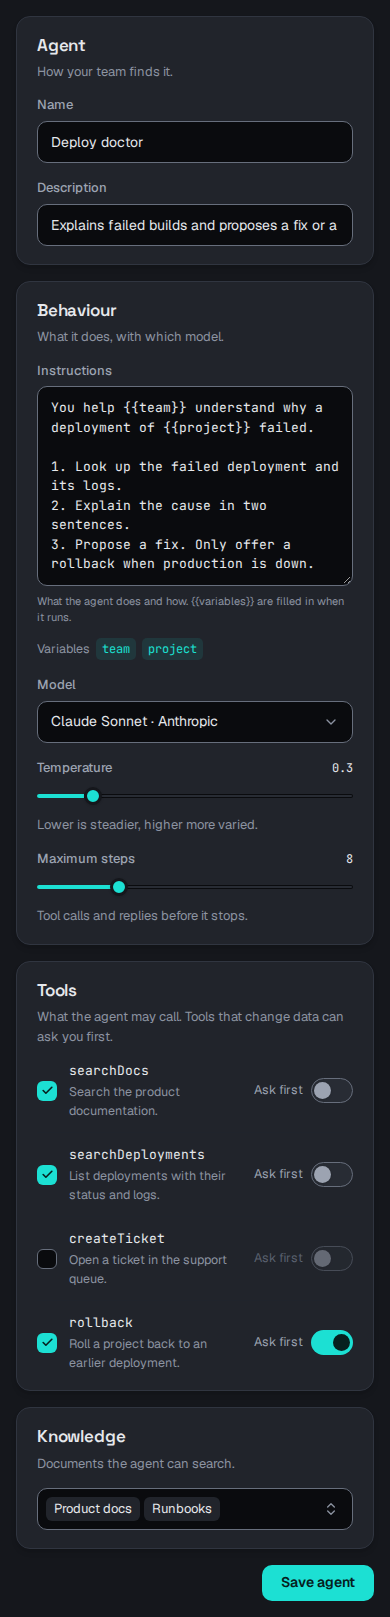 Agent
How your team finds it.
Name
Deploy doctor
Description
Explains failed builds and proposes a fix or a
Behaviour
What it does, with which model.
Instructions
You help {{team}} understand why a
deployment of {{project}} failed.
1. Look up the failed deployment and
its logs.
2. Explain the cause in two
sentences.
3. Propose a fix. Only offer a
rollback when production is down.
What the agent does and how. {{variables}} are filled in when
it runs.
Variables team project
Model
Claude Sonnet · Anthropic
Temperature 0.3
Lower is steadier, higher more varied.
Maximum steps 8
Tool calls and replies before it stops.
Tools
What the agent may call. Tools that change data can
ask you first.
searchDocs
Search the product
documentation.
Ask first
searchDeployments
List deployments with their
status and logs.
Ask first
createTicket
Open a ticket in the support
queue.
Ask first
rollback
Roll a project back to an
earlier deployment.
Ask first
Knowledge
Documents the agent can search.
Product docs Runbooks
Save agent